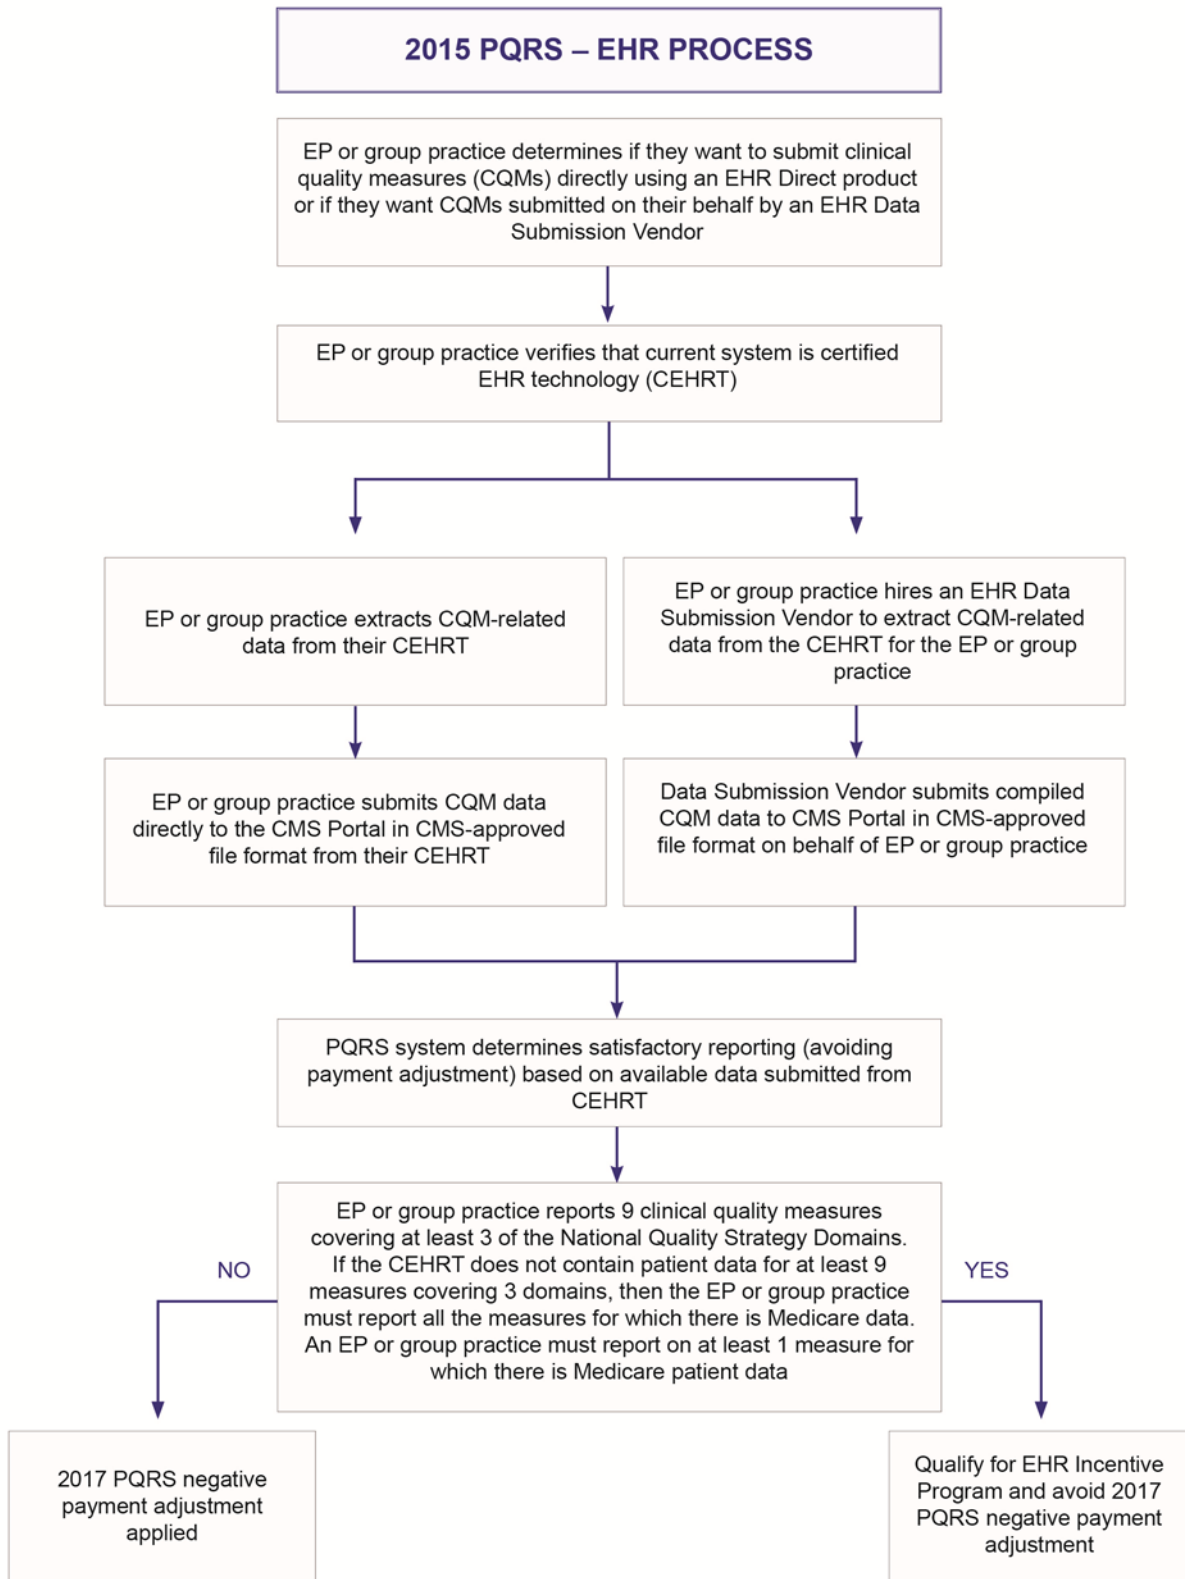 2015 PQRS – EHR PROCESS
EP or group practice determines if they want to submit clinical
quality measures (CQMs) directly using an EHR Direct product
or if they want CQMs submitted on their behalf by an EHR Data
Submission Vendor
EP or group practice verifies that current system is certified
EHR technology (CEHRT)
EP or group practice extracts CQM-related
data from their CEHRT
EP or group practice hires an EHR Data
Submission Vendor to extract CQM-related
data from the CEHRT for the EP or group
practice
EP or group practice submits CQM data
directly to the CMS Portal in CMS-approved
file format from their CEHRT
Data Submission Vendor submits compiled
CQM data to CMS Portal in CMS-approved
file format on behalf of EP or group practice
PQRS system determines satisfactory reporting (avoiding
payment adjustment) based on available data submitted from
CEHRT
EP or group practice reports 9 clinical quality measures
covering at least 3 of the National Quality Strategy Domains.
If the CEHRT does not contain patient data for at least 9
measures covering 3 domains, then the EP or group practice
must report all the measures for which there is Medicare data.
An EP or group practice must report on at least 1 measure for
which there is Medicare patient data
NO
YES
2017 PQRS negative
payment adjustment
applied
Qualify for EHR Incentive
Program and avoid 2017
PQRS negative payment
adjustment